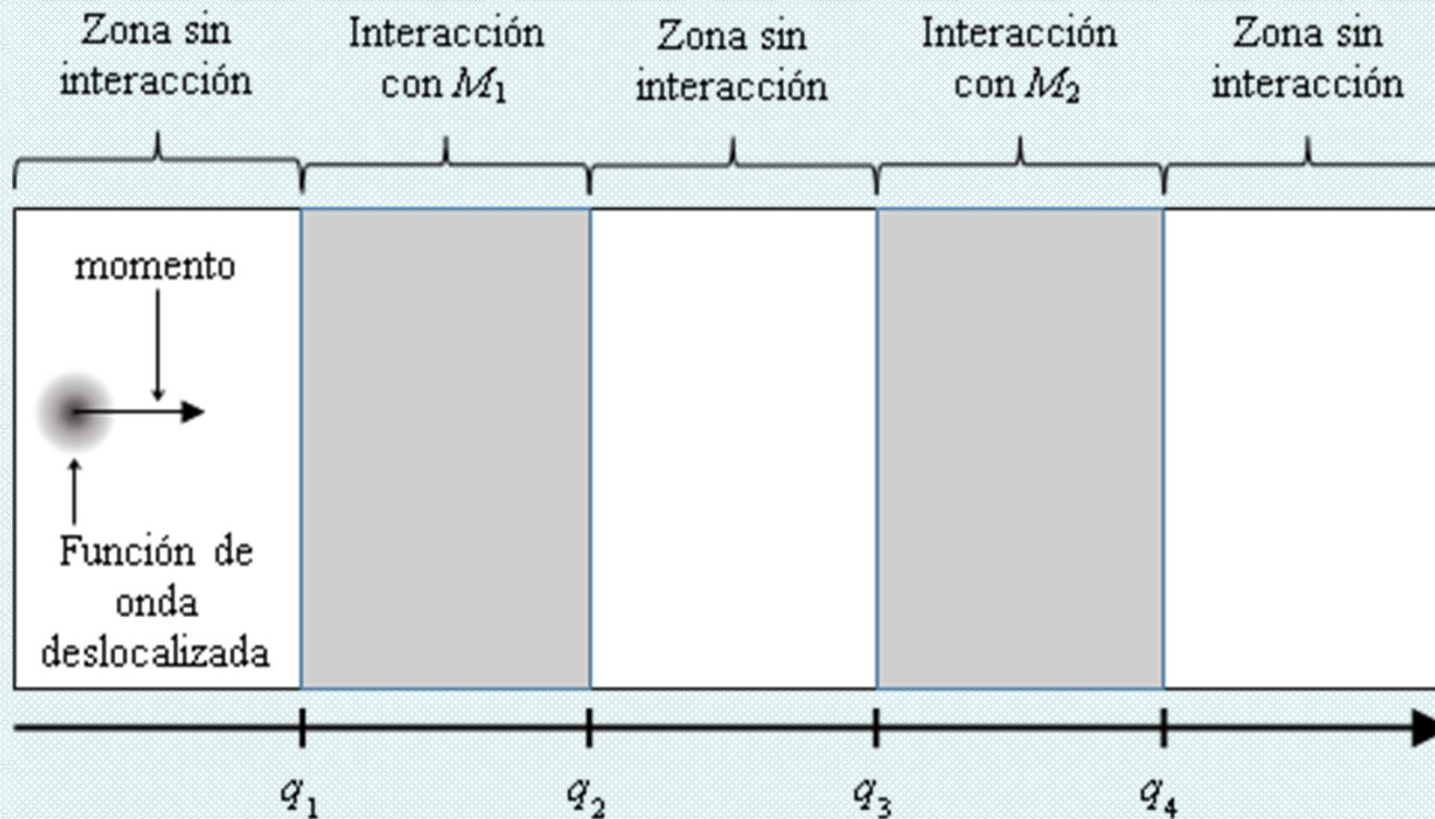 Zona sin
interacción
Interacción
con M₁
Zona sin
interacción
Interacción
con M₂
Zona sin
interacción
momento
Función de
onda
deslocalizada
q₁
q₂
q₃
q₄